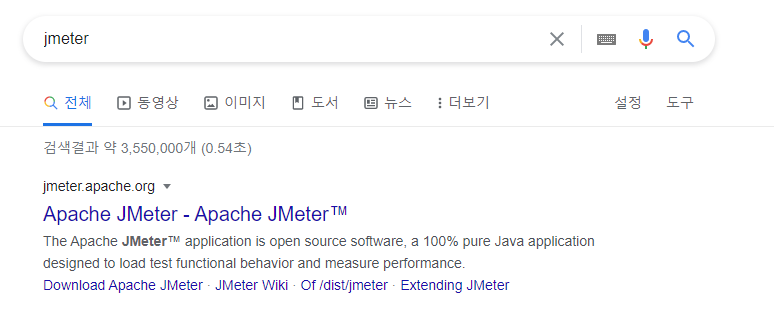 jmeter
전체 동영상 이미지 도서 뉴스 더보기 설정 도구
검색결과 약 3,550,000개 (0.54초)
jmeter.apache.org
Apache JMeter - Apache JMeter™
The Apache JMeter™ application is open source software, a 100% pure Java application
designed to load test functional behavior and measure performance.
Download Apache JMeter · JMeter Wiki · Of /dist/jmeter · Extending JMeter